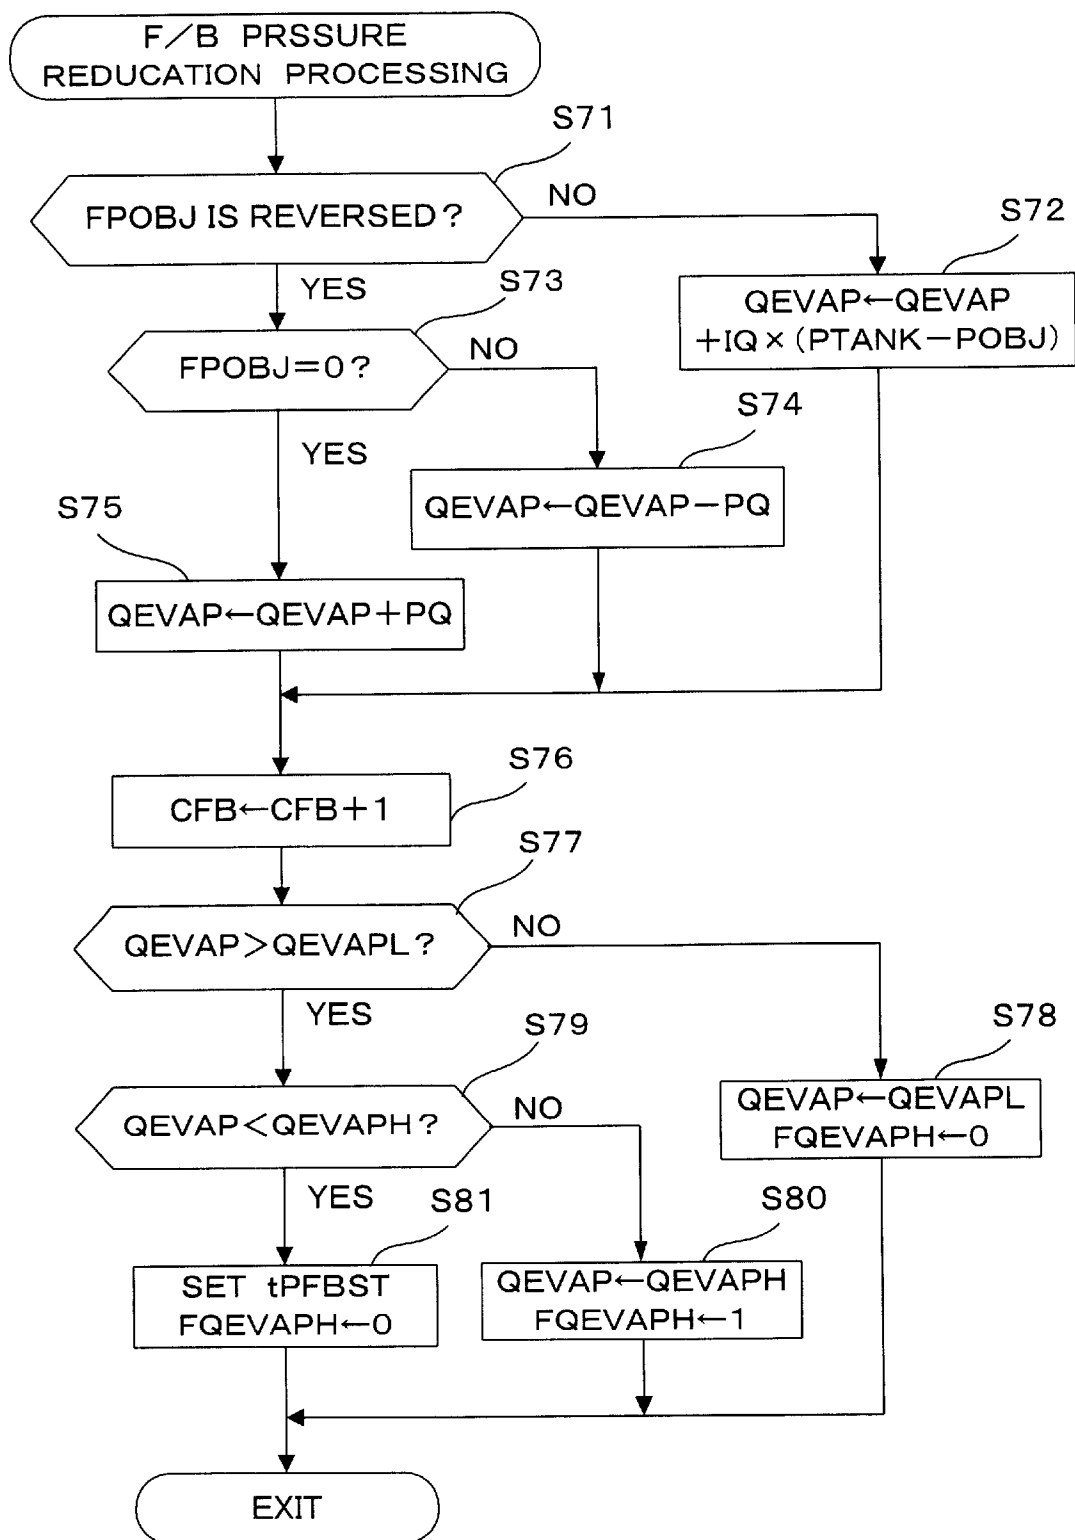 F/B PRSSURE
REDUCATION PROCESSING
S71
FPOBJ IS REVERSED?
NO
S72
YES
S73
QEVAP←QEVAP
+IQ×(PTANK−POBJ)
FPOBJ=0?
NO
S74
YES
QEVAP←QEVAP−PQ
S75
QEVAP←QEVAP+PQ
S76
CFB←CFB+1
S77
QEVAP>QEVAPL?
NO
YES
S78
S79
QEVAP←QEVAPL
FQEVAPH←0
QEVAP<QEVAPH?
NO
YES
S81
S80
SET tPFBST
FQEVAPH←0
QEVAP←QEVAPH
FQEVAPH←1
EXIT